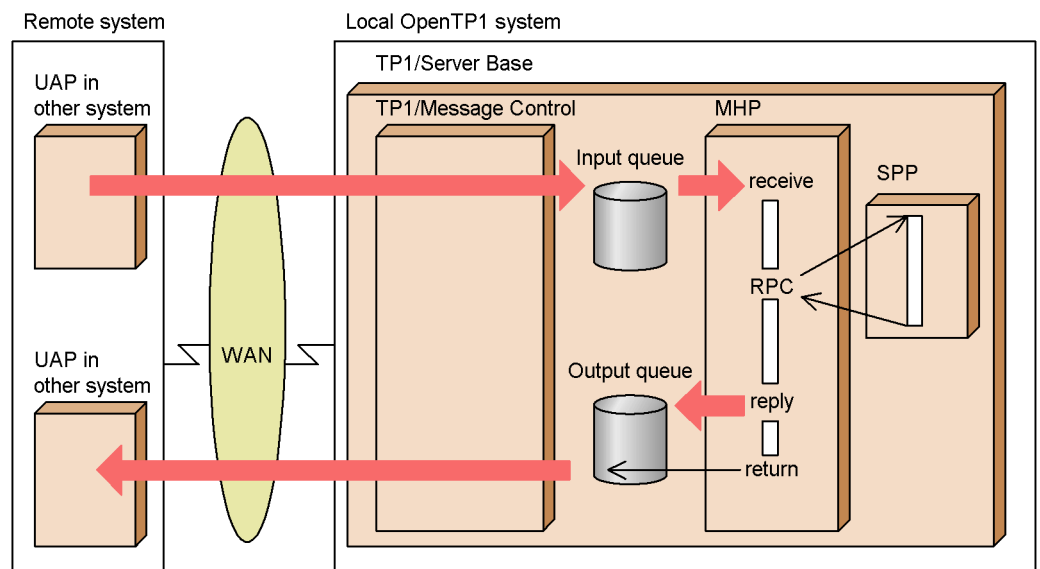 Remote system
Local OpenTP1 system
TP1/Server Base
UAP in
other system
TP1/Message Control
MHP
Input queue
receive
SPP
RPC
WAN
UAP in
other system
Output queue
reply
return